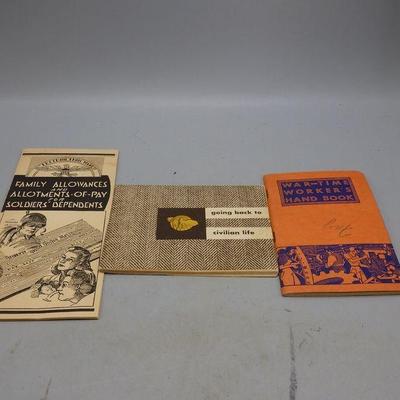 FAMILY ALLOWANCES
AND
ALLOTMENTS-OF-PAY
FOR
SOLDIERS' DEPENDENTS
going back to
civilian life
WAR-TIME
WORKER'S
HAND BOOK